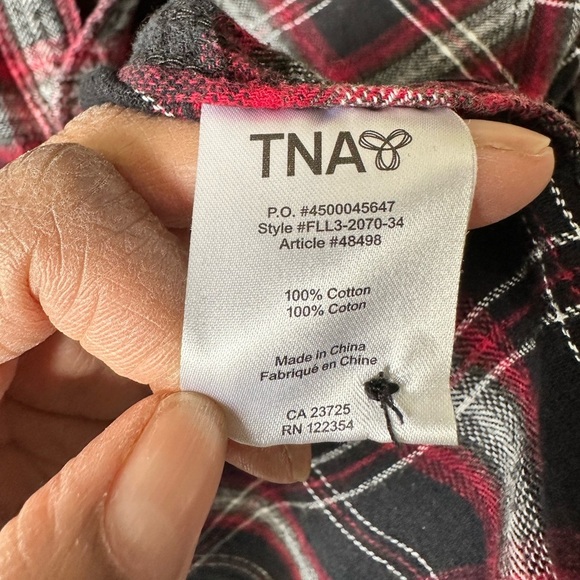 TNA
P.O. #4500045647
Style #FLL3-2070-34
Article #48498
100% Cotton
100% Coton
Made in China
Fabriqué en Chine
CA 23725
RN 122354